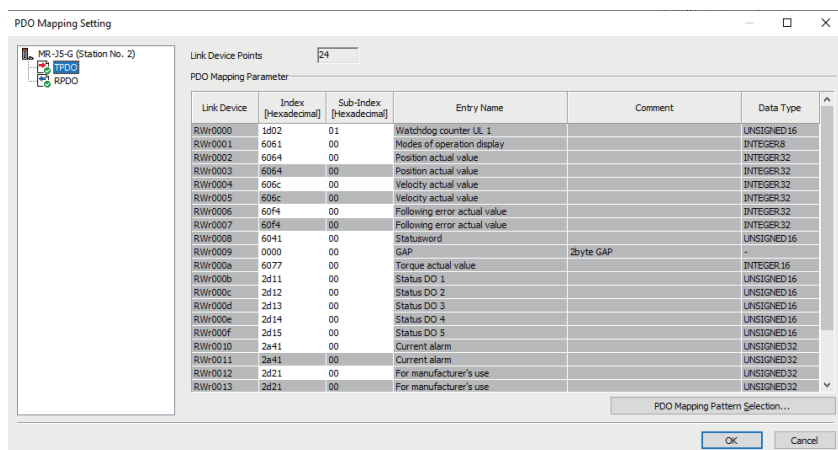 PDO Mapping Setting
MR-J5-G (Station No. 2)
TPDO
RPDO
Link Device Points 24
PDO Mapping Parameter
Link Device Index [Hexadecimal] Sub-Index [Hexadecimal] Entry Name Comment Data Type
RWr0000 1d02 01 Watchdog counter UL 1 UNSIGNED16
RWr0001 6061 00 Modes of operation display INTEGER8
RWr0002 6064 00 Position actual value INTEGER32
RWr0003 6064 00 Position actual value INTEGER32
RWr0004 606c 00 Velocity actual value INTEGER32
RWr0005 606c 00 Velocity actual value INTEGER32
RWr0006 60f4 00 Following error actual value INTEGER32
RWr0007 60f4 00 Following error actual value INTEGER32
RWr0008 6041 00 Statusword UNSIGNED16
RWr0009 0000 00 GAP 2byte GAP -
RWr000a 6077 00 Torque actual value INTEGER16
RWr000b 2d11 00 Status DO 1 UNSIGNED16
RWr000c 2d12 00 Status DO 2 UNSIGNED16
RWr000d 2d13 00 Status DO 3 UNSIGNED16
RWr000e 2d14 00 Status DO 4 UNSIGNED16
RWr000f 2d15 00 Status DO 5 UNSIGNED16
RWr0010 2a41 00 Current alarm UNSIGNED32
RWr0011 2a41 00 Current alarm UNSIGNED32
RWr0012 2d21 00 For manufacturer's use UNSIGNED32
RWr0013 2d21 00 For manufacturer's use UNSIGNED32
PDO Mapping Pattern Selection...
OK Cancel